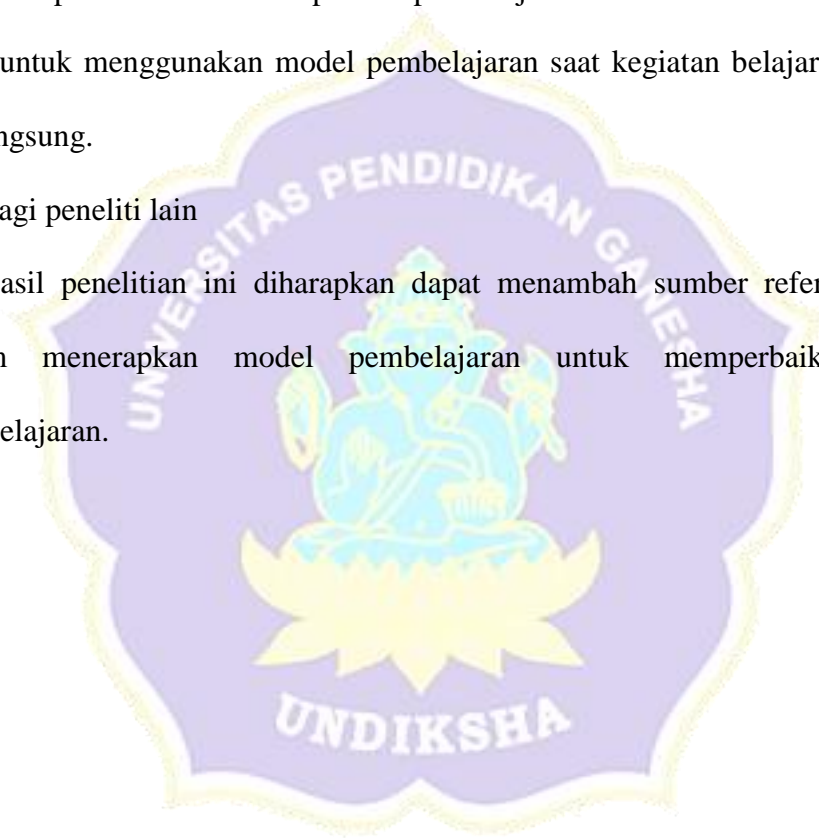 untuk menggunakan model pembelajaran saat kegiatan belajar
ngsung.
agi peneliti lain
asil penelitian ini diharapkan dapat menambah sumber refer
menerapkan model pembelajaran untuk memperbaik
elajaran.
UNIVERSITAS PENDIDIKAN GANESHA
UNDIKSHA